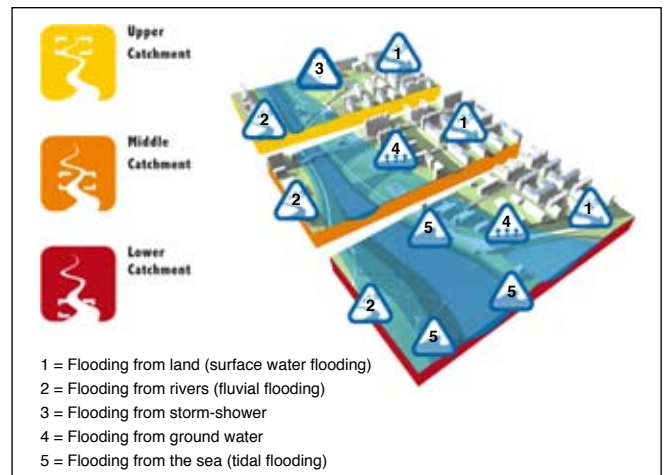 Upper
Catchment
3
1
2
Middle
Catchment
1
4
2
5
4
1
Lower
Catchment
2
5
5
1 = Flooding from land (surface water flooding)
2 = Flooding from rivers (fluvial flooding)
3 = Flooding from storm-shower
4 = Flooding from ground water
5 = Flooding from the sea (tidal flooding)